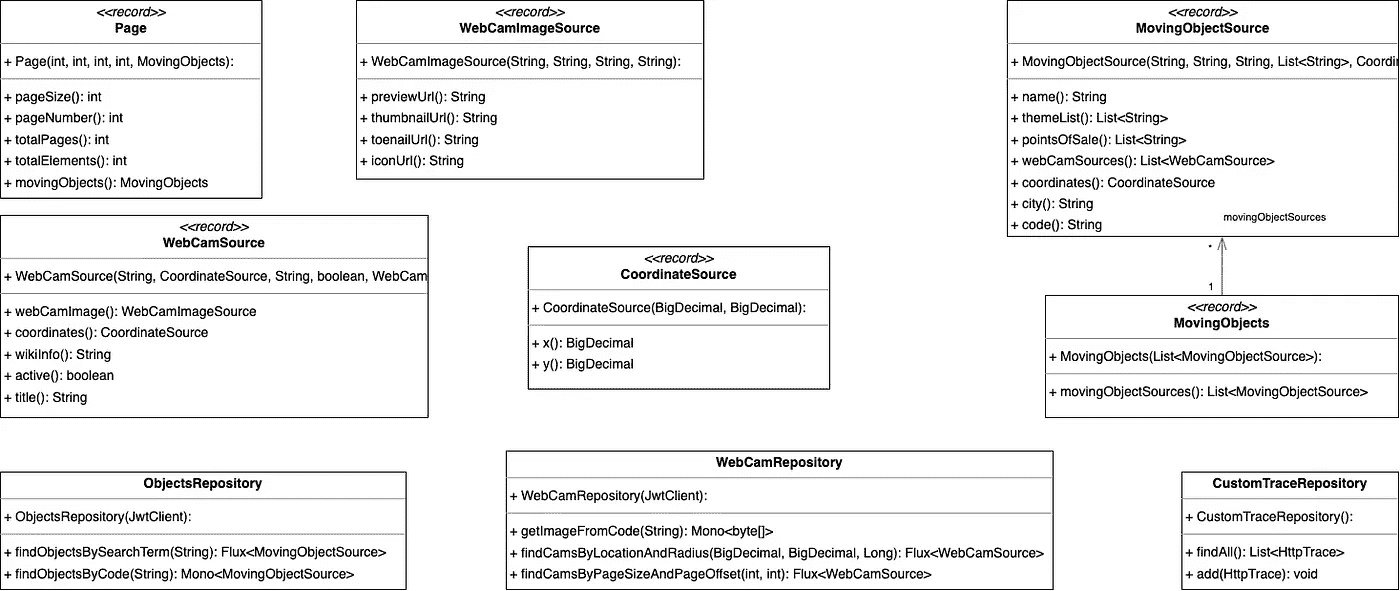 <<record>>
Page
+ Page(int, int, int, int, MovingObjects):
+ pageSize(): int
+ pageNumber(): int
+ totalPages(): int
+ totalElements(): int
+ movingObjects(): MovingObjects
<<record>>
WebCamImageSource
+ WebCamImageSource(String, String, String, String):
+ previewUrl(): String
+ thumbnailUrl(): String
+ toenailUrl(): String
+ iconUrl(): String
<<record>>
MovingObjectSource
+ MovingObjectSource(String, String, String, List<String>, Coordi
+ name(): String
+ themeList(): List<String>
+ pointsOfSale(): List<String>
+ webCamSources(): List<WebCamSource>
+ coordinates(): CoordinateSource
+ city(): String
+ code(): String
movingObjectSources
*
1
<<record>>
WebCamSource
+ WebCamSource(String, CoordinateSource, String, boolean, WebCam
+ webCamImage(): WebCamImageSource
+ coordinates(): CoordinateSource
+ wikiInfo(): String
+ active(): boolean
+ title(): String
<<record>>
CoordinateSource
+ CoordinateSource(BigDecimal, BigDecimal):
+ x(): BigDecimal
+ y(): BigDecimal
<<record>>
MovingObjects
+ MovingObjects(List<MovingObjectSource>):
+ movingObjectSources(): List<MovingObjectSource>
ObjectsRepository
+ ObjectsRepository(JwtClient):
+ findObjectsBySearchTerm(String): Flux<MovingObjectSource>
+ findObjectsByCode(String): Mono<MovingObjectSource>
WebCamRepository
+ WebCamRepository(JwtClient):
+ getImageFromCode(String): Mono<byte[]>
+ findCamsByLocationAndRadius(BigDecimal, BigDecimal, Long): Flux<WebCamSource>
+ findCamsByPageSizeAndPageOffset(int, int): Flux<WebCamSource>
CustomTraceRepository
+ CustomTraceRepository():
+ findAll(): List<HttpTrace>
+ add(HttpTrace): void